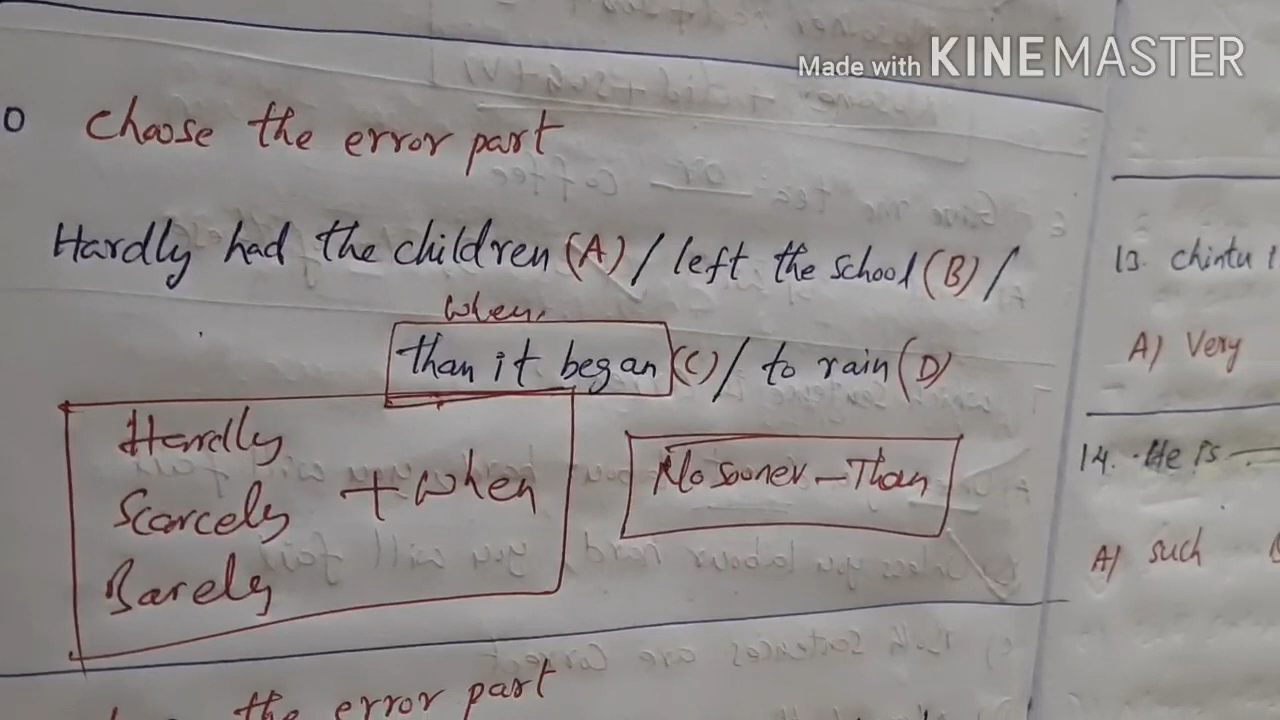 Made with KINEMASTER
0 Choose the error part
Hardly had the children (A) / left the school (B) /
when
than it began (C) / to rain (D)
Hardly
Scarcely + when
Barely
No sooner - Than
the error part
13. chintu
A) Very
14. He is
A) such